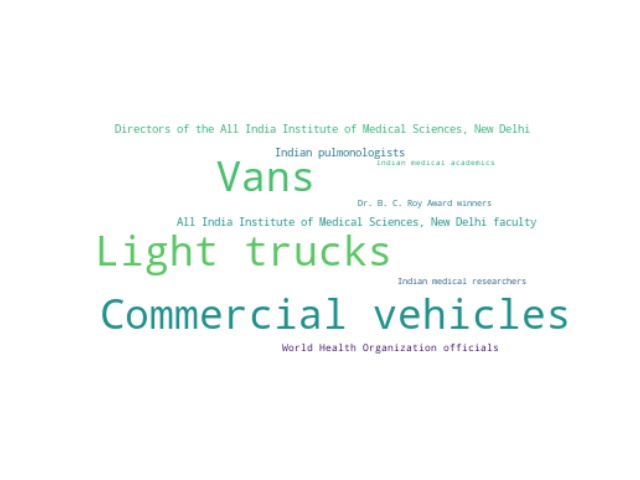 Directors of the All India Institute of Medical Sciences, New Delhi
Indian pulmonologists
Indian medical academics
Vans
Dr. B. C. Roy Award winners
All India Institute of Medical Sciences, New Delhi faculty
Light trucks
Indian medical researchers
Commercial vehicles
World Health Organization officials